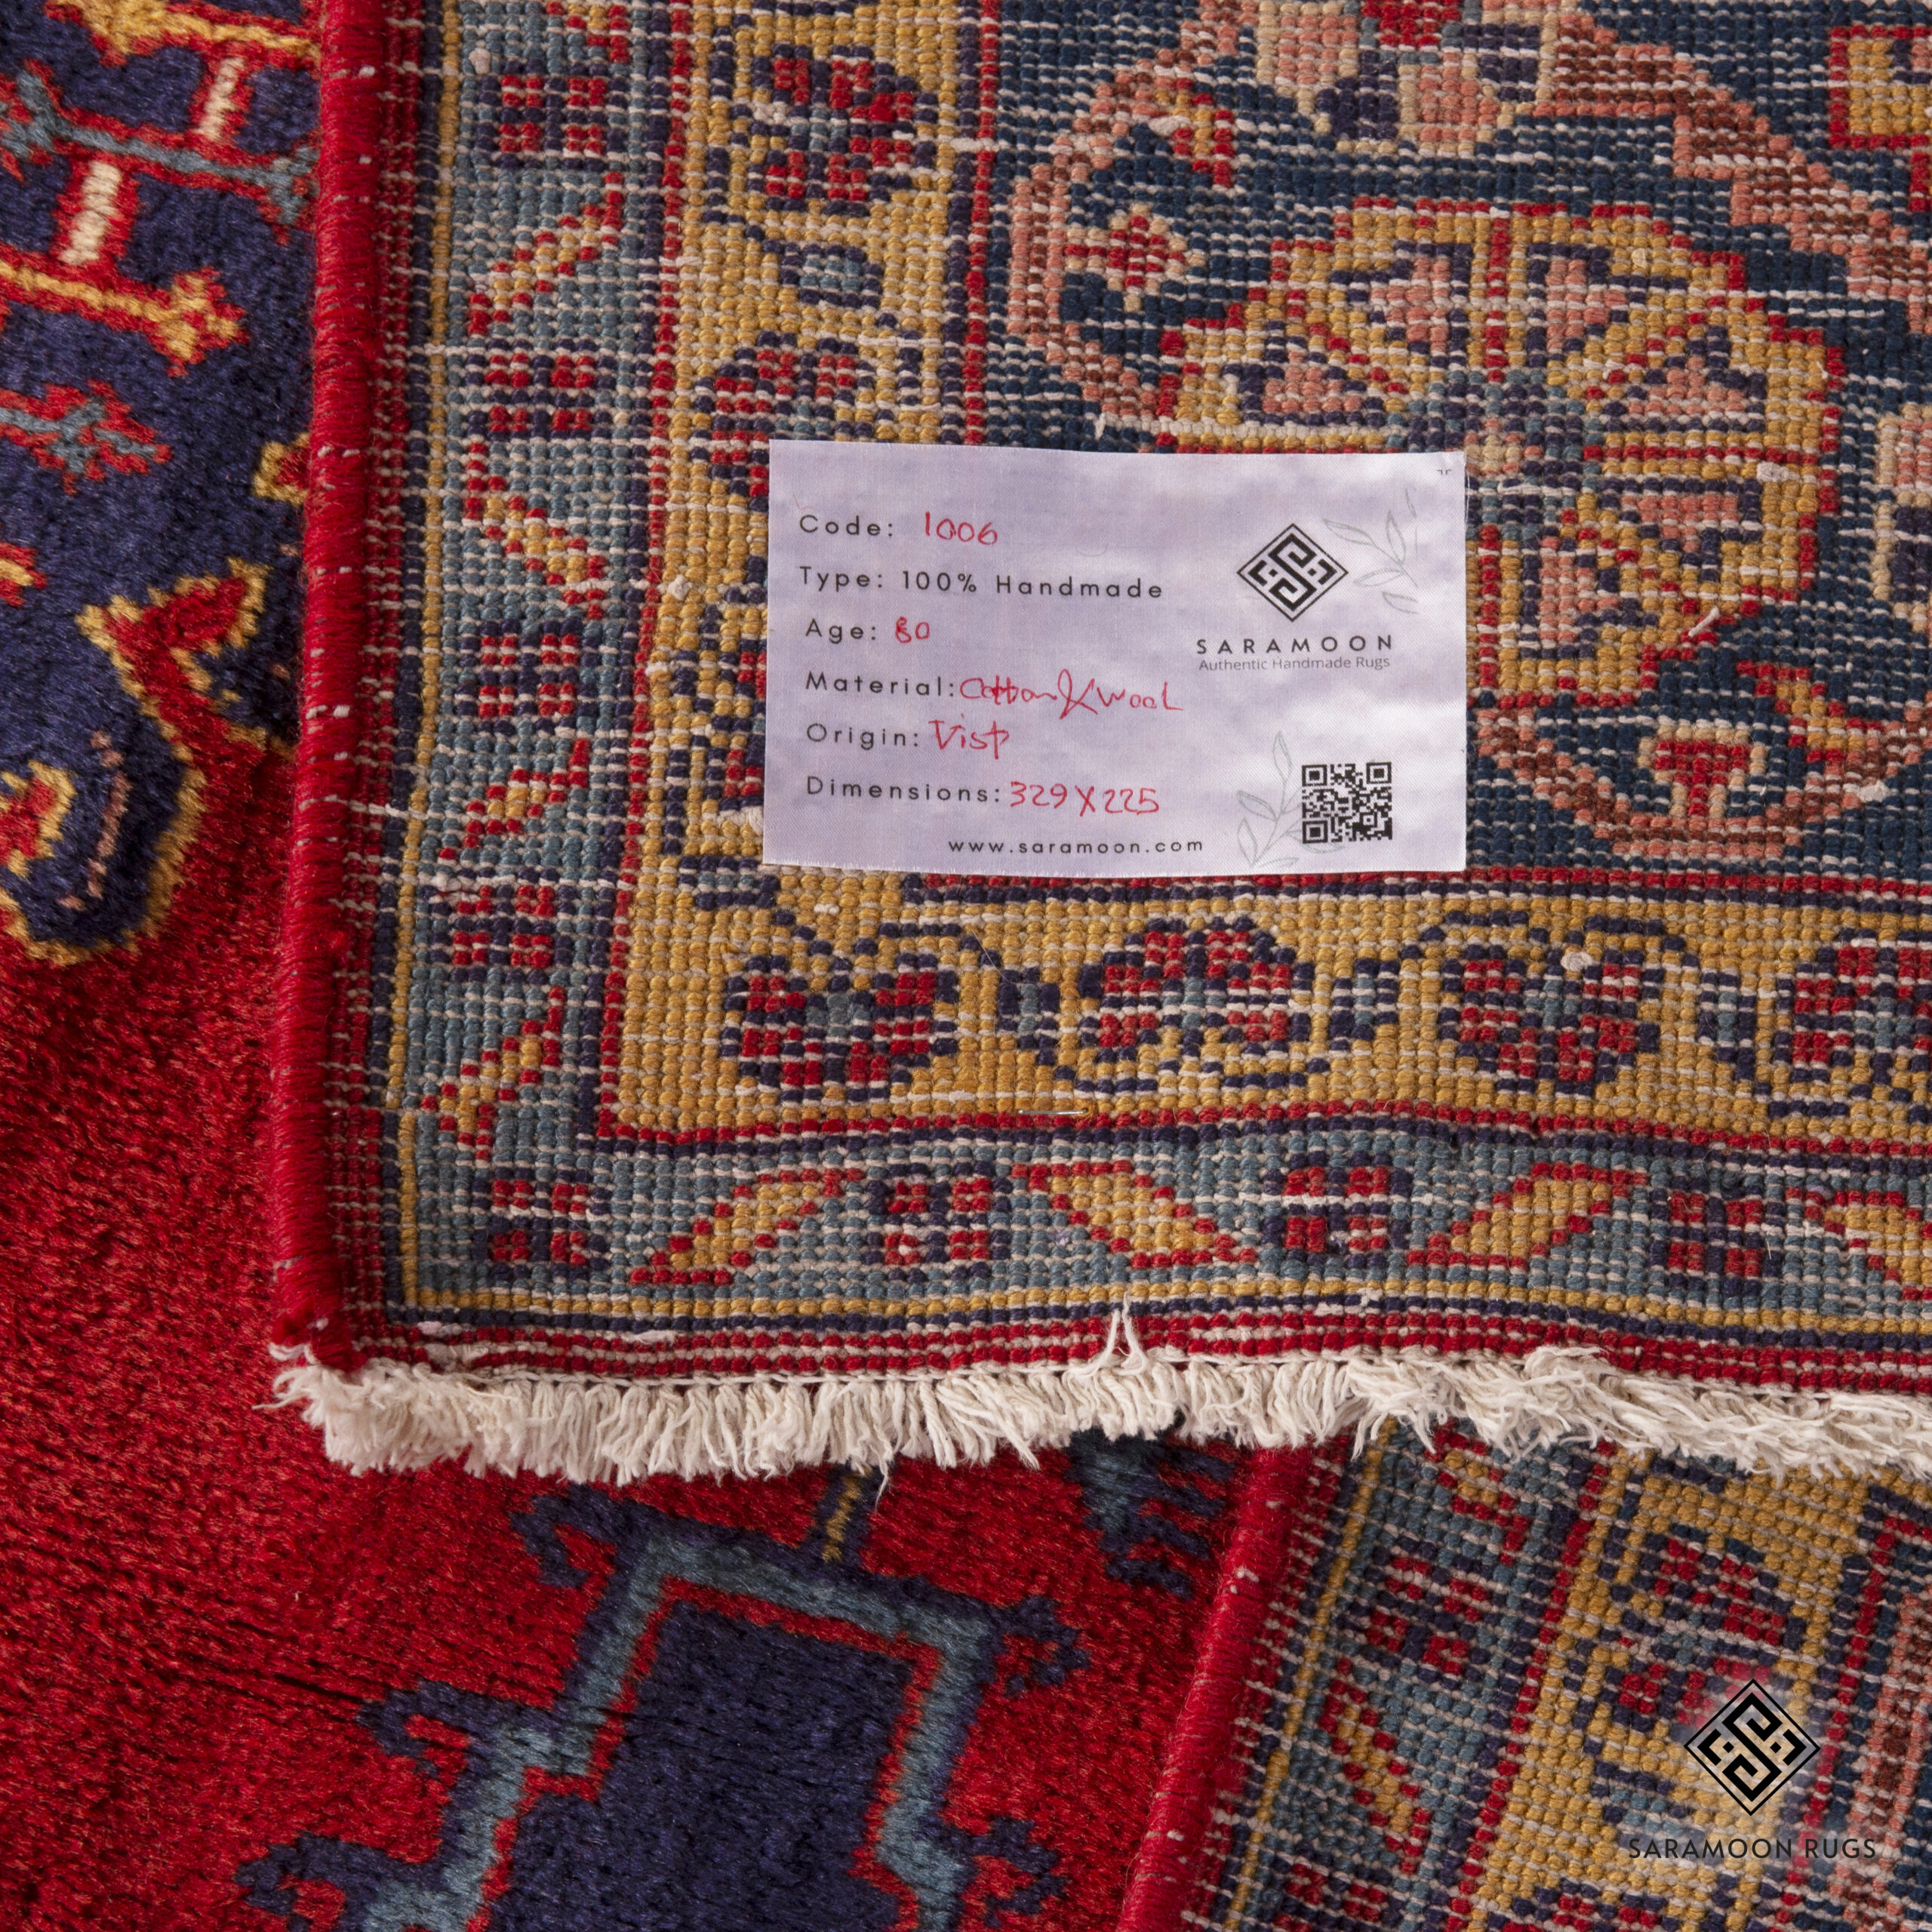 Code: 1006
Type: 100% Handmade
Age: 80
Material: Cotton & Wool
Origin: Visp
Dimensions: 329 X 225
www.saramoon.com
SARAMOON
Authentic Handmade Rugs
SARAMOON RUGS